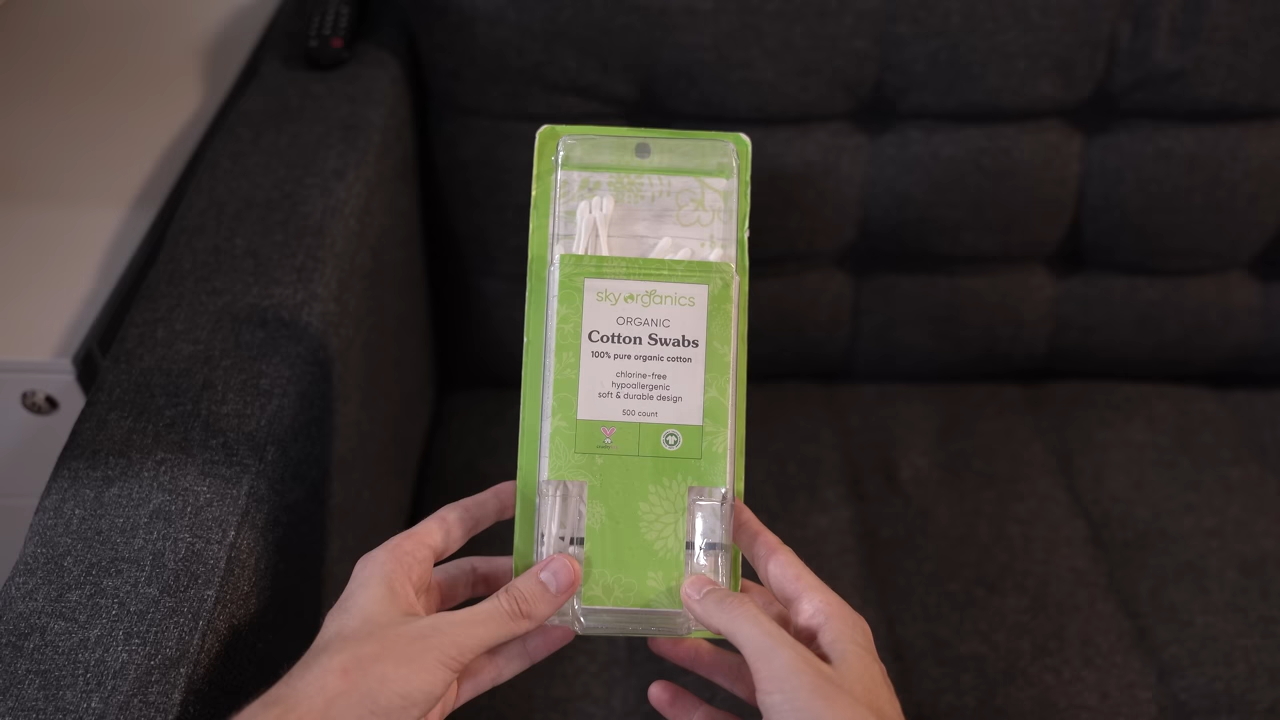 sky organics
ORGANIC
Cotton Swabs
100% pure organic cotton
chlorine-free
hypoallergenic
soft & durable design
500 count